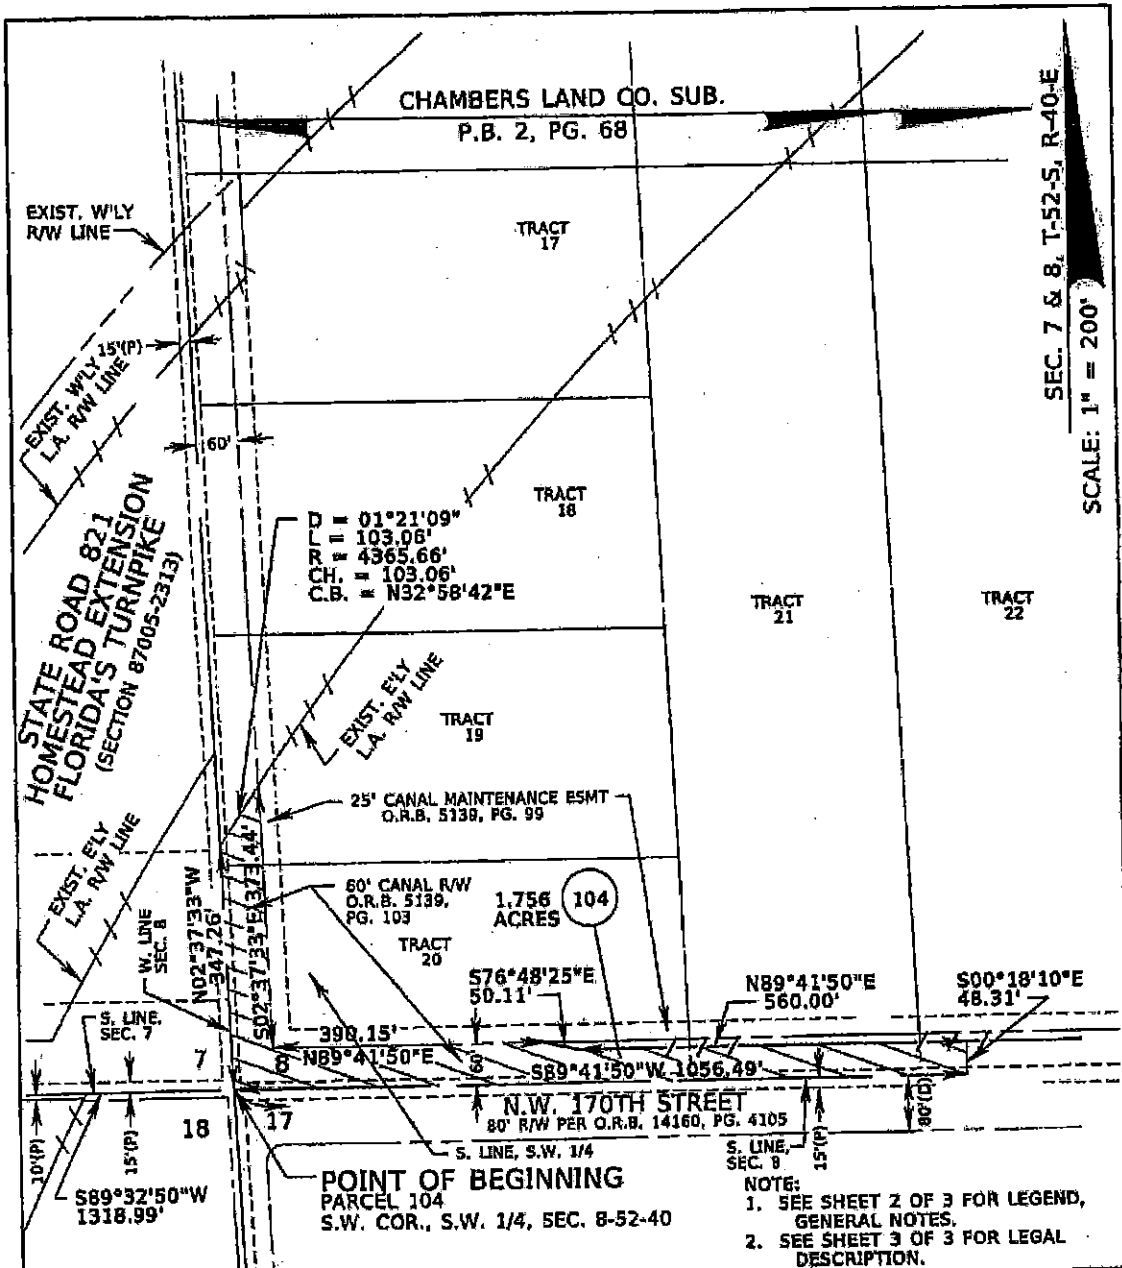 CHAMBERS LAND CO. SUB.
P.B. 2, PG. 68
SEC. 7 & 8, T-52-S, R-40-E
SCALE: 1" = 200'
EXIST. W'LY
R/W LINE
TRACT
17
15'(P)
EXIST. W'LY
L.A. R/W LINE
60'
STATE ROAD 821
HOMESTEAD EXTENSION
FLORIDA'S TURNPIKE
(SECTION 87005-2313)
TRACT
18
D = 01°21'09"
L = 103.06'
R = 4365.66'
CH. = 103.06'
C.B. = N32°58'42"E
TRACT
21
TRACT
22
EXIST. E'LY
L.A. R/W LINE
TRACT
19
25' CANAL MAINTENANCE ESMT
O.R.B. 5139, PG. 99
EXIST. E'LY
L.A. R/W LINE
W. LINE
SEC. 8
N02°37'33"W
347.26'
S02°37'33"E 373.44'
60' CANAL R/W
O.R.B. 5139,
PG. 103
1.756
ACRES
104
TRACT
20
S76°48'25"E
50.11'
N89°41'50"E
560.00'
S00°18'10"E
48.31'
S. LINE,
SEC. 7
7
390.15'
N89°41'50"E
60'
S89°41'50"W 1056.49'
N.W. 170TH STREET
80' R/W PER O.R.B. 14160, PG. 4105
80'(D)
18
17
10'(P)
15'(P)
S. LINE, S.W. 1/4
S. LINE,
SEC. 8
15'(P)
S89°32'50"W
1318.99'
POINT OF BEGINNING
PARCEL 104
S.W. COR., S.W. 1/4, SEC. 8-52-40
NOTE:
1. SEE SHEET 2 OF 3 FOR LEGEND,
GENERAL NOTES.
2. SEE SHEET 3 OF 3 FOR LEGAL
DESCRIPTION.